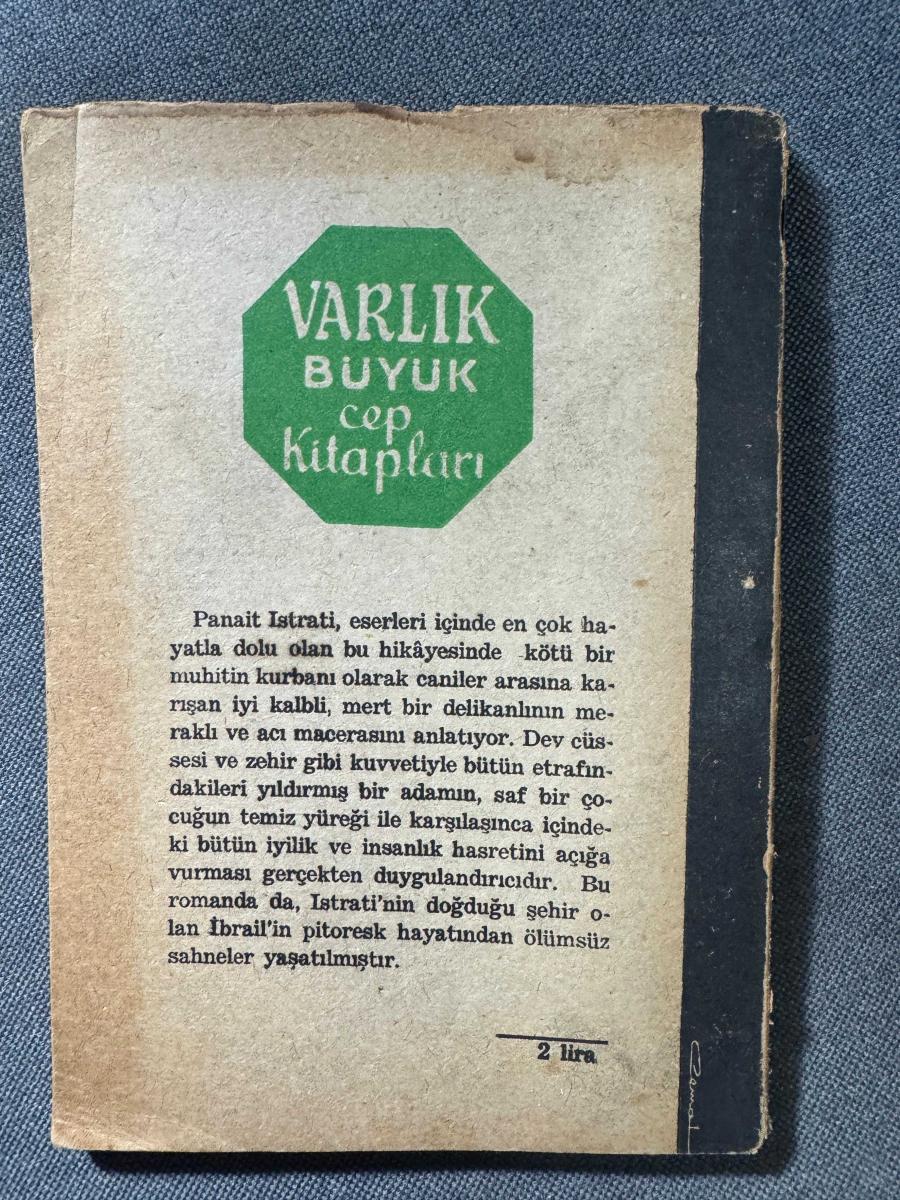 VARLIK
BÜYÜK
cep
Kitapları
Panait Istrati, eserleri içinde en çok ha-
yatla dolu olan bu hikâyesinde kötü bir
muhitin kurbanı olarak caniler arasına ka-
rışan iyi kalbli, mert bir delikanlının me-
raklı ve acı macerasını anlatıyor. Dev cüs-
sesi ve zehir gibi kuvvetiyle bütün etrafın-
dakileri yıldırmış bir adamın, saf bir ço-
cuğun temiz yüreği ile karşılaşınca içinde-
ki bütün iyilik ve insanlık hasretini açığa
vurması gerçekten duygulandırıcıdır. Bu
romanda da, Istrati'nin doğduğu şehir o-
lan İbrail'in pitoresk hayatından ölümsüz
sahneler yaşatılmıştır.
2 lira